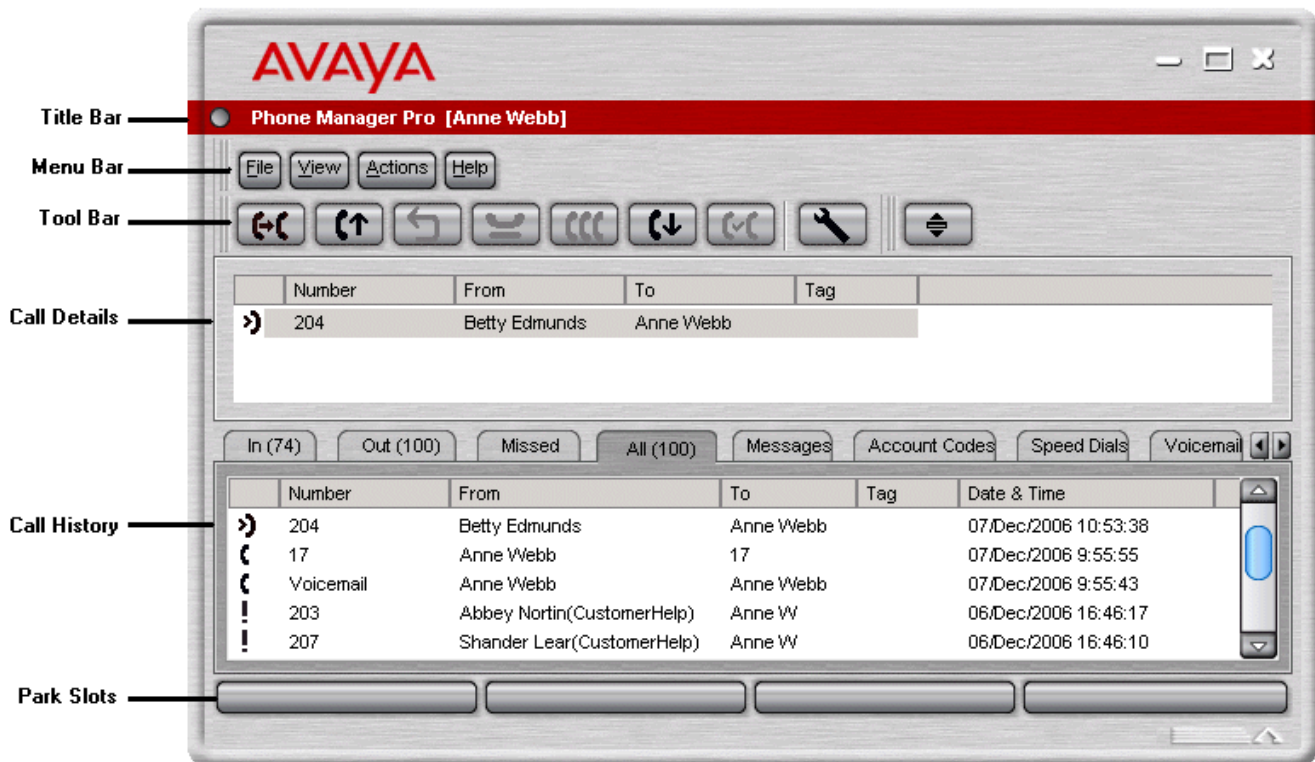 AVAYA
Title Bar
Phone Manager Pro [Anne Webb]
Menu Bar
File View Actions Help
Tool Bar
Number From To Tag
Call Details
204 Betty Edmunds Anne Webb
In (74) Out (100) Missed All (100) Messages Account Codes Speed Dials Voicemail
Number From To Tag Date & Time
Call History
204 Betty Edmunds Anne Webb 07/Dec/2006 10:53:38
17 Anne Webb 17 07/Dec/2006 9:55:55
Voicemail Anne Webb Anne Webb 07/Dec/2006 9:55:43
203 Abbey Nortin(CustomerHelp) Anne W 06/Dec/2006 16:46:17
207 Shander Lear(CustomerHelp) Anne W 06/Dec/2006 16:46:10
Park Slots